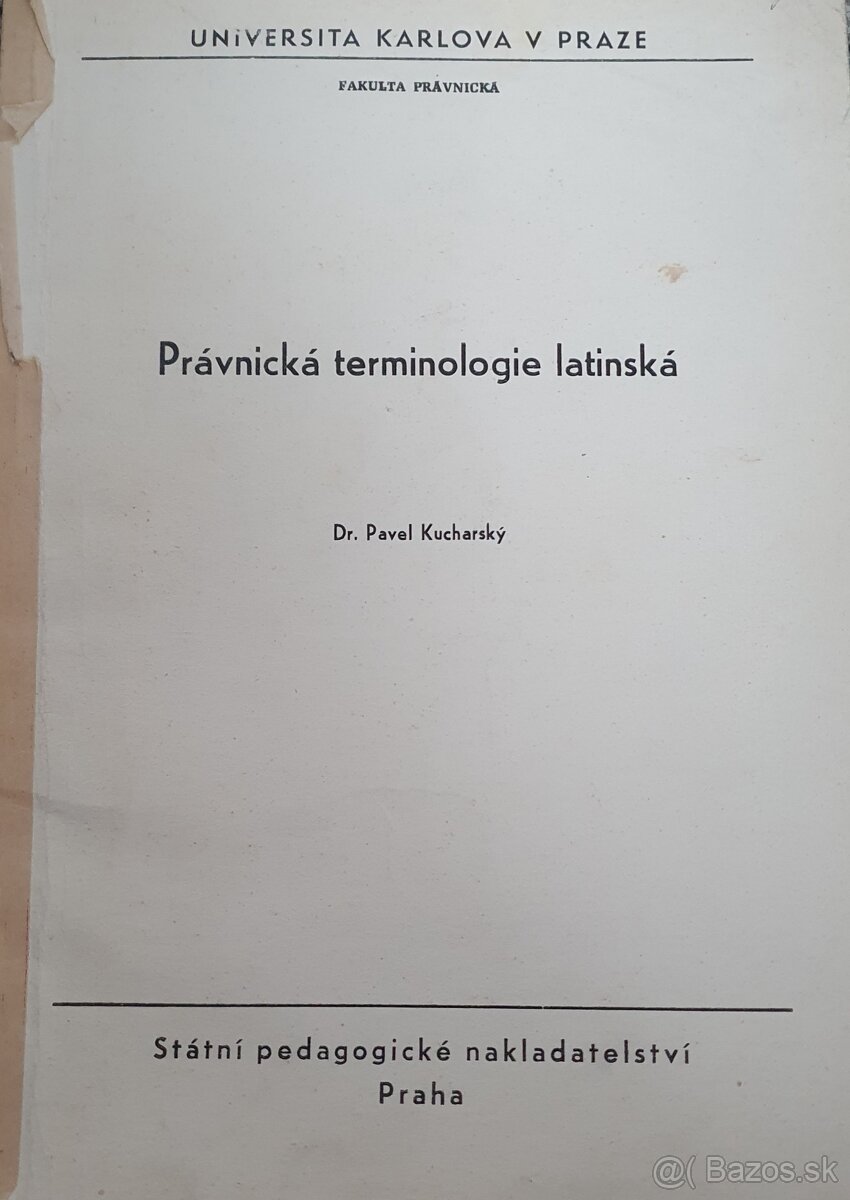 UNIVERSITA KARLOVA V PRAZE
FAKULTA PRÁVNICKÁ
Právnická terminologie latinská
Dr. Pavel Kucharský
Státní pedagogické nakladatelství
Praha
@( Bazos.sk